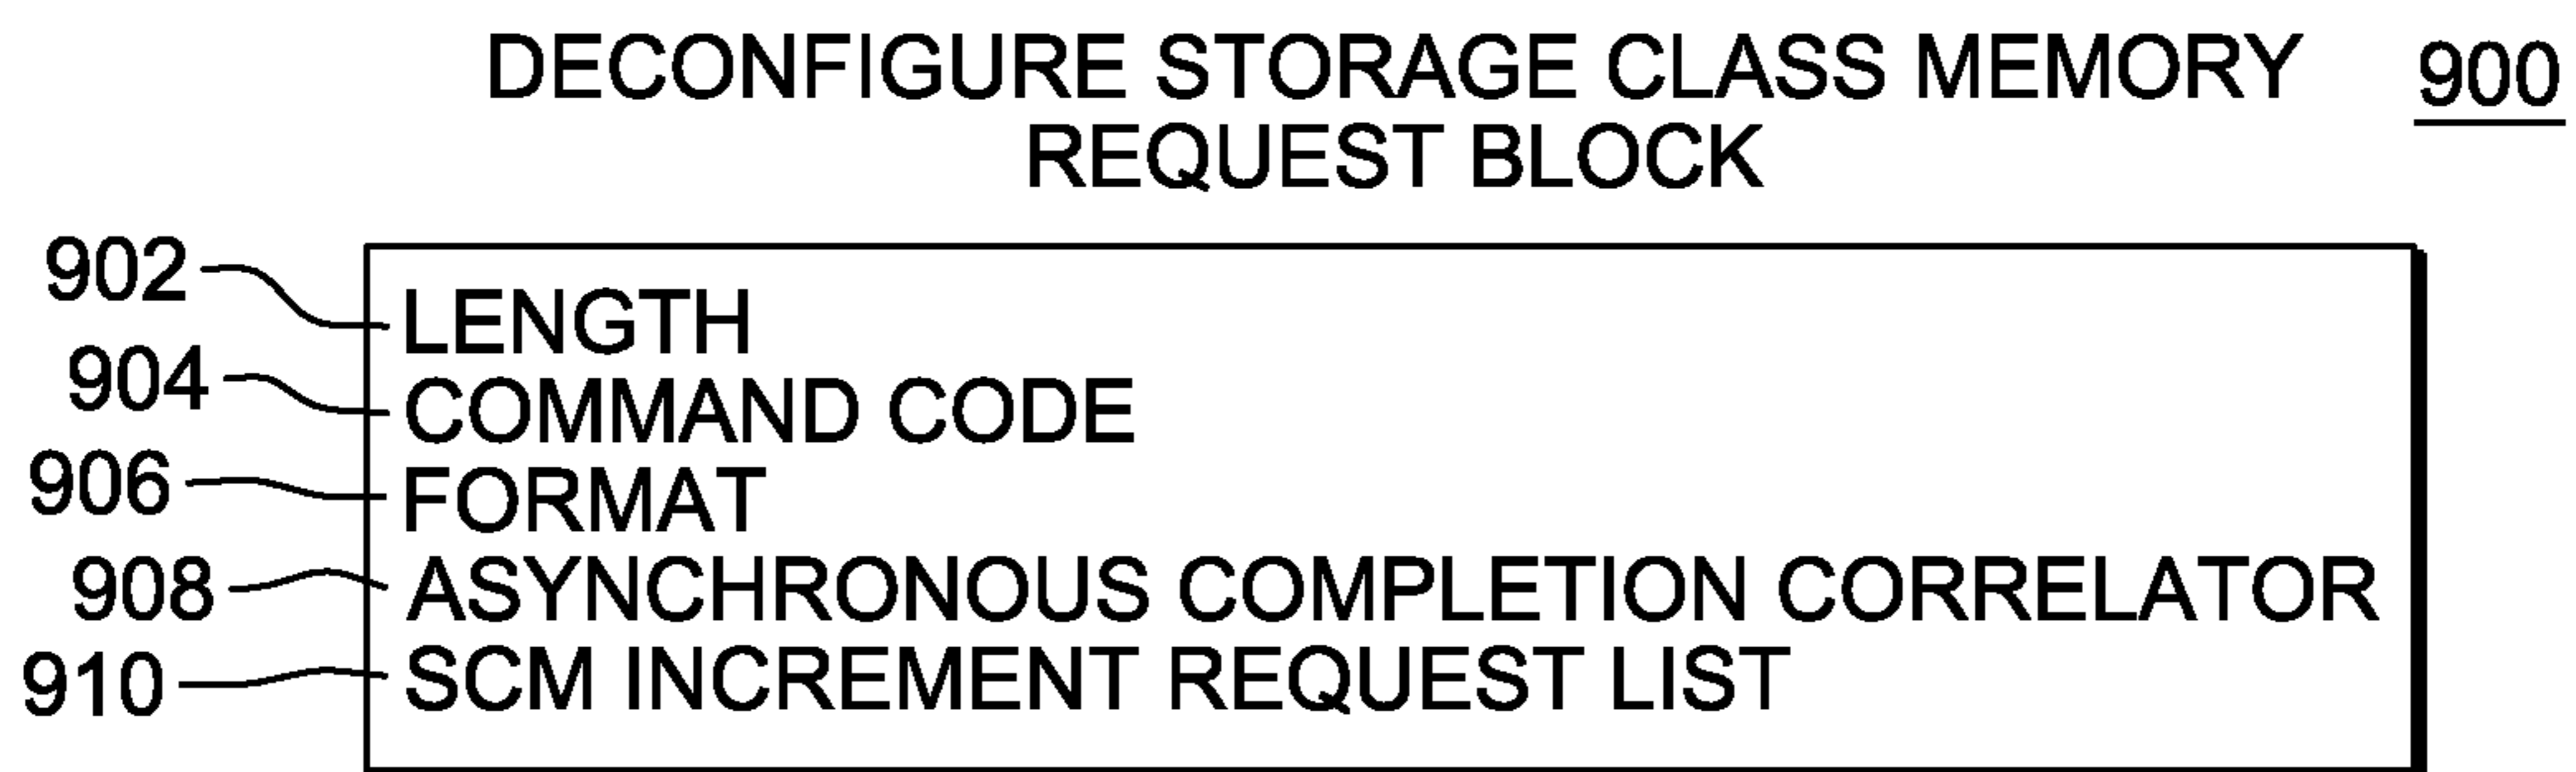 DECONFIGURE STORAGE CLASS MEMORY 900
REQUEST BLOCK
902 LENGTH
904 COMMAND CODE
906 FORMAT
908 ASYNCHRONOUS COMPLETION CORRELATOR
910 SCM INCREMENT REQUEST LIST